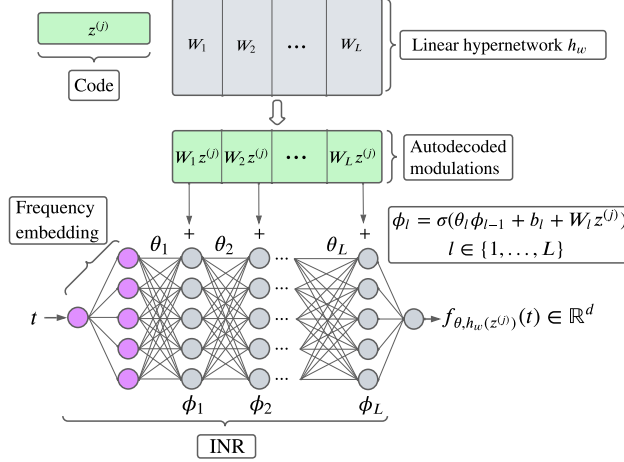 z^(j)
Code
W_1 W_2 ••• W_L
Linear hypernetwork h_w
W_1 z^(j) W_2 z^(j) ••• W_L z^(j)
Autodecoded
modulations
Frequency
embedding
ϕ_l = σ(θ_l ϕ_{l−1} + b_l + W_l z^(j))
l ∈ {1, …, L}
+ + +
θ_1 θ_2 θ_L
...
...
t
...
f_{θ,h_w(z^(j))}(t) ∈ ℝ^d
...
...
ϕ_1 ϕ_2 ϕ_L
INR